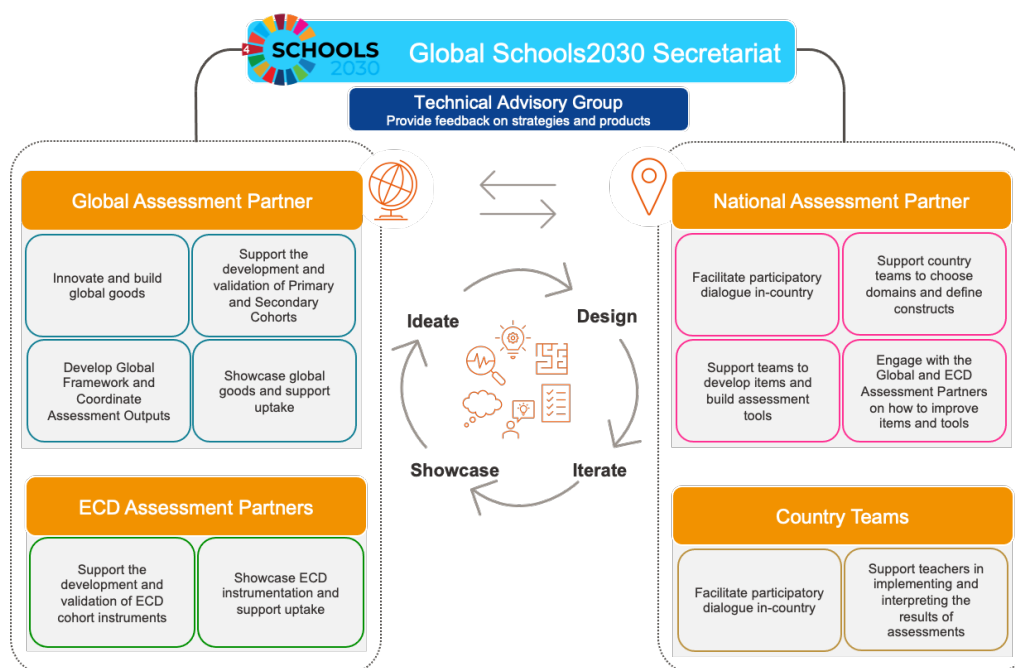 4
SCHOOLS
2030
Global Schools2030 Secretariat
Technical Advisory Group
Provide feedback on strategies and products
Global Assessment Partner
Innovate and build
global goods
Support the
development and
validation of Primary
and Secondary
Cohorts
Develop Global
Framework and
Coordinate
Assessment Outputs
Showcase global
goods and support
uptake
ECD Assessment Partners
Support the
development and
validation of ECD
cohort instruments
Showcase ECD
instrumentation and
support uptake
Ideate
Design
Showcase
Iterate
National Assessment Partner
Facilitate participatory
dialogue in-country
Support country
teams to choose
domains and define
constructs
Support teams to
develop items and
build assessment
tools
Engage with the
Global and ECD
Assessment Partners
on how to improve
items and tools
Country Teams
Facilitate participatory
dialogue in-country
Support teachers in
implementing and
interpreting the
results of
assessments